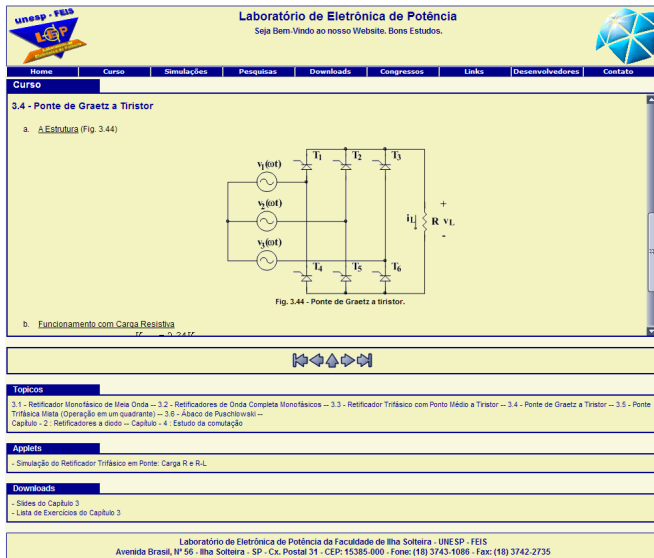 unesp - FEIS
LEP
Laboratório de Eletrônica de Potência
Seja Bem-Vindo ao nosso Website. Bons Estudos.
Home Curso Simulações Pesquisas Downloads Congressos Links Desenvolvedores Contato
Curso
3.4 - Ponte de Graetz a Tiristor
a. A Estrutura (Fig. 3.44)
T1 T2 T3
v1(ωt)
v2(ωt)
+
iL R vL
-
v3(ωt)
T4 T5 T6
Fig. 3.44 - Ponte de Graetz a tiristor.
b. Funcionamento com Carga Resistiva
Topicos
3.1 - Retificador Monofásico de Meia Onda -- 3.2 - Retificadores de Onda Completa Monofásicos -- 3.3 - Retificador Trifásico com Ponto Médio a Tiristor -- 3.4 - Ponte de Graetz a Tiristor -- 3.5 - Ponte
Trifásica Mista (Operação em um quadrante) -- 3.6 - Ábaco de Puschlowski --
Capítulo - 2 : Retificadores a diodo -- Capítulo - 4 : Estudo da comutação
Applets
- Simulação do Retificador Trifásico em Ponte: Carga R e R-L
Downloads
- Slides do Capítulo 3
- Lista de Exercícios do Capítulo 3
Laboratório de Eletrônica de Potência da Faculdade de Ilha Solteira - UNESP - FEIS
Avenida Brasil, N° 56 - Ilha Solteira - SP - Cx. Postal 31 - CEP: 15385-000 - Fone: (18) 3743-1086 - Fax: (18) 3742-2735